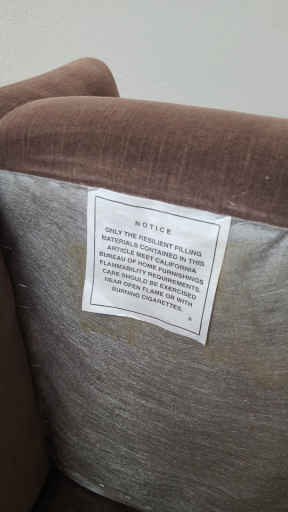 NOTICE
ONLY THE RESILIENT FILLING
MATERIALS CONTAINED IN THIS
ARTICLE MEET CALIFORNIA
BUREAU OF HOME FURNISHINGS
FLAMMABILITY REQUIREMENTS.
CARE SHOULD BE EXERCISED
NEAR OPEN FLAME OR WITH
BURNING CIGARETTES.